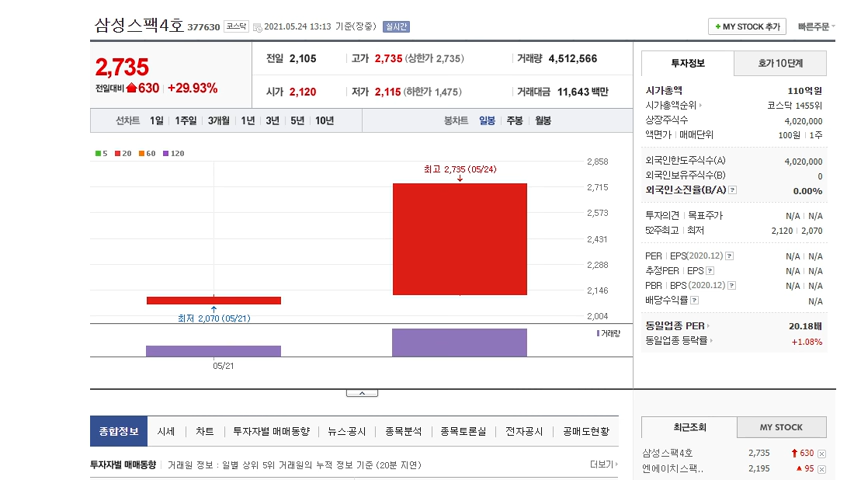 삼성스팩4호 377630 코스닥 2021.05.24 13:13 기준(장중) 실시간
+ MY STOCK 추가 빠른주문
2,735
전일대비 630 +29.93%
전일 2,105 고가 2,735 (상한가 2,735) 거래량 4,512,566
시가 2,120 저가 2,115 (하한가 1,475) 거래대금 11,643 백만
선차트 1일 1주일 3개월 1년 3년 5년 10년 봉차트 일봉 주봉 월봉
5 20 60 120
최고 2,735 (05/24)
2,858
2,715
2,573
2,431
2,288
2,146
2,004
최저 2,070 (05/21)
거래량
05/21
투자정보 호가 10단계
시가총액 110억원
시가총액순위 코스닥 1455위
상장주식수 4,020,000
액면가 매매단위 100원 1주
외국인한도주식수(A) 4,020,000
외국인보유주식수(B) 0
외국인소진율(B/A) ? 0.00%
투자의견 목표주가 N/A N/A
52주최고 최저 2,120 2,070
PER EPS(2020.12) ? N/A N/A
추정PER EPS ? N/A N/A
PBR BPS (2020.12) ? N/A N/A
배당수익률 ? N/A
동일업종 PER 20.18배
동일업종 등락률 +1.08%
종합정보 시세 차트 투자자별 매매동향 뉴스공시 종목분석 종목토론실 전자공시 공매도현황
투자자별 매매동향 거래원 정보 : 일별 상위 5위 거래원의 누적 정보 기준 (20분 지연) 더보기
최근조회 MY STOCK
삼성스팩4호 2,735 630
엔에이치스팩.. 2,195 95